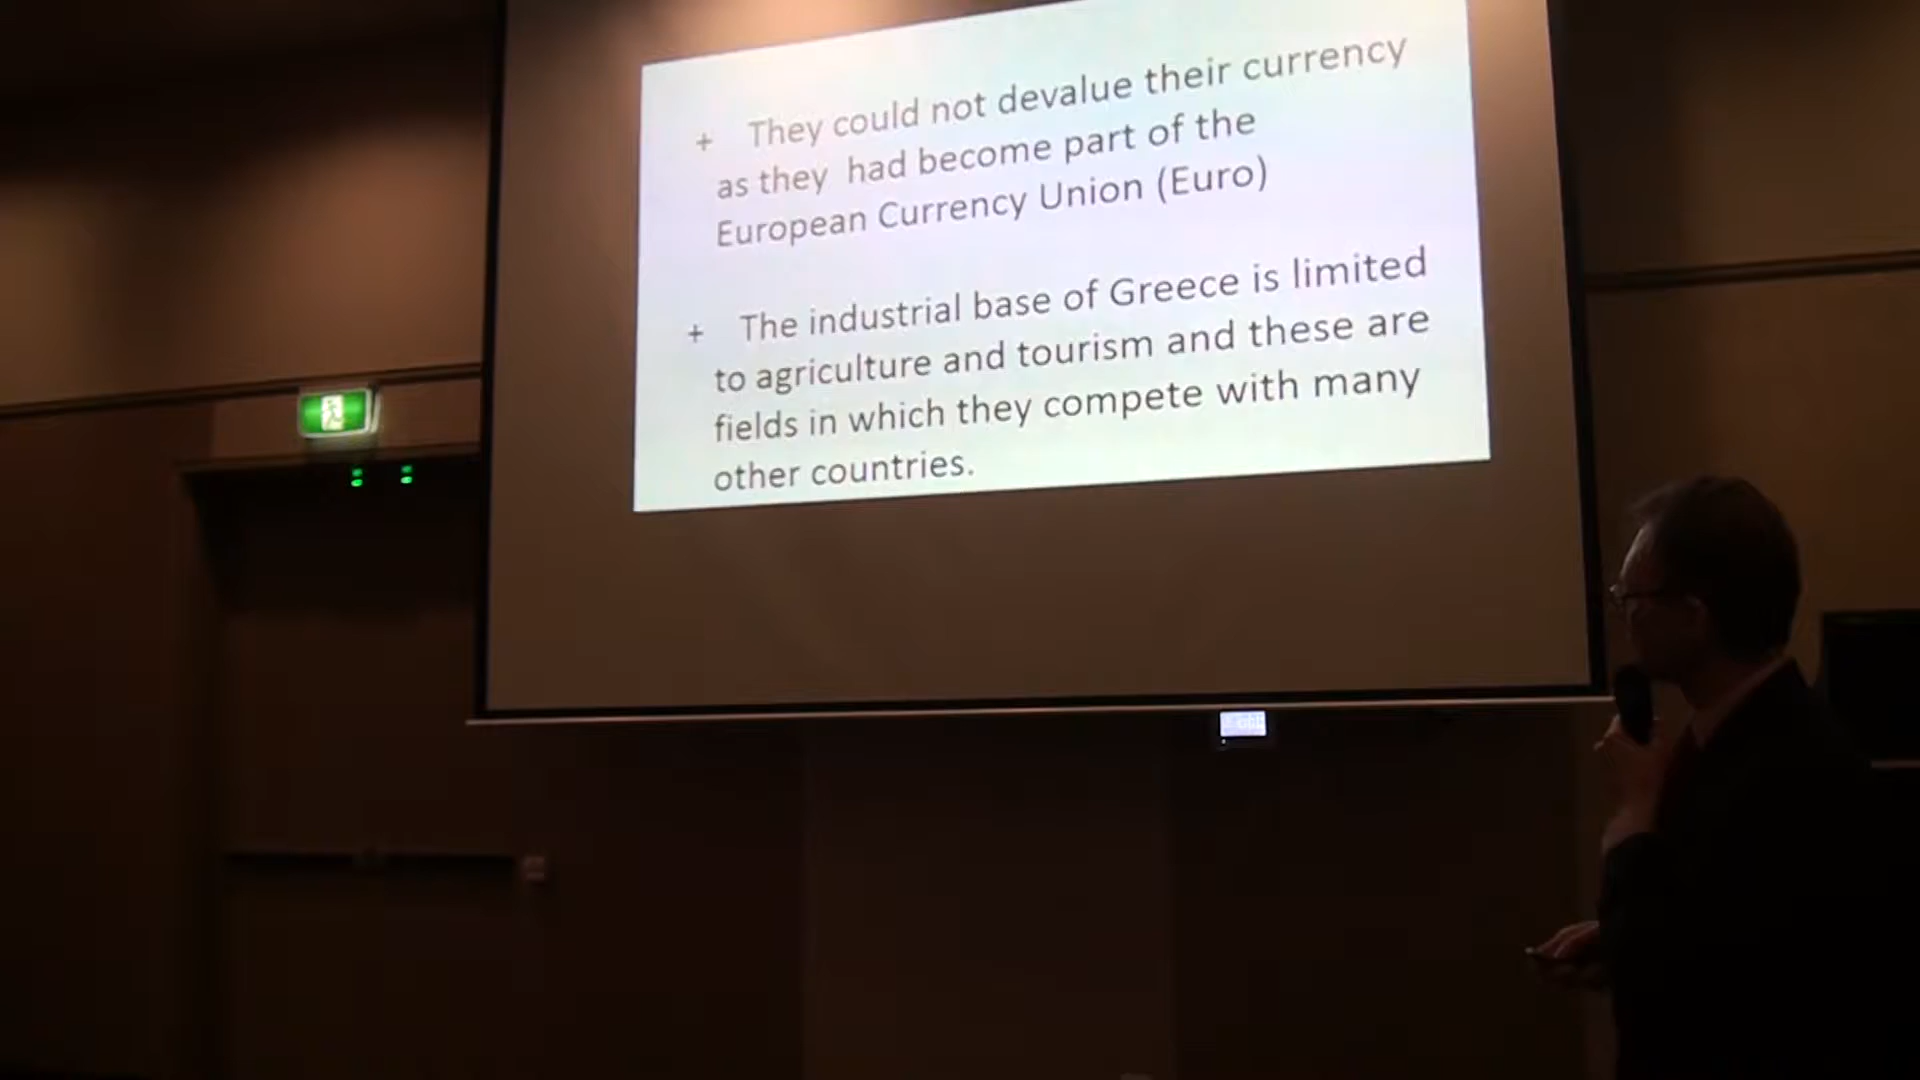 + They could not devalue their currency
as they had become part of the
European Currency Union (Euro)
+ The industrial base of Greece is limited
to agriculture and tourism and these are
fields in which they compete with many
other countries.